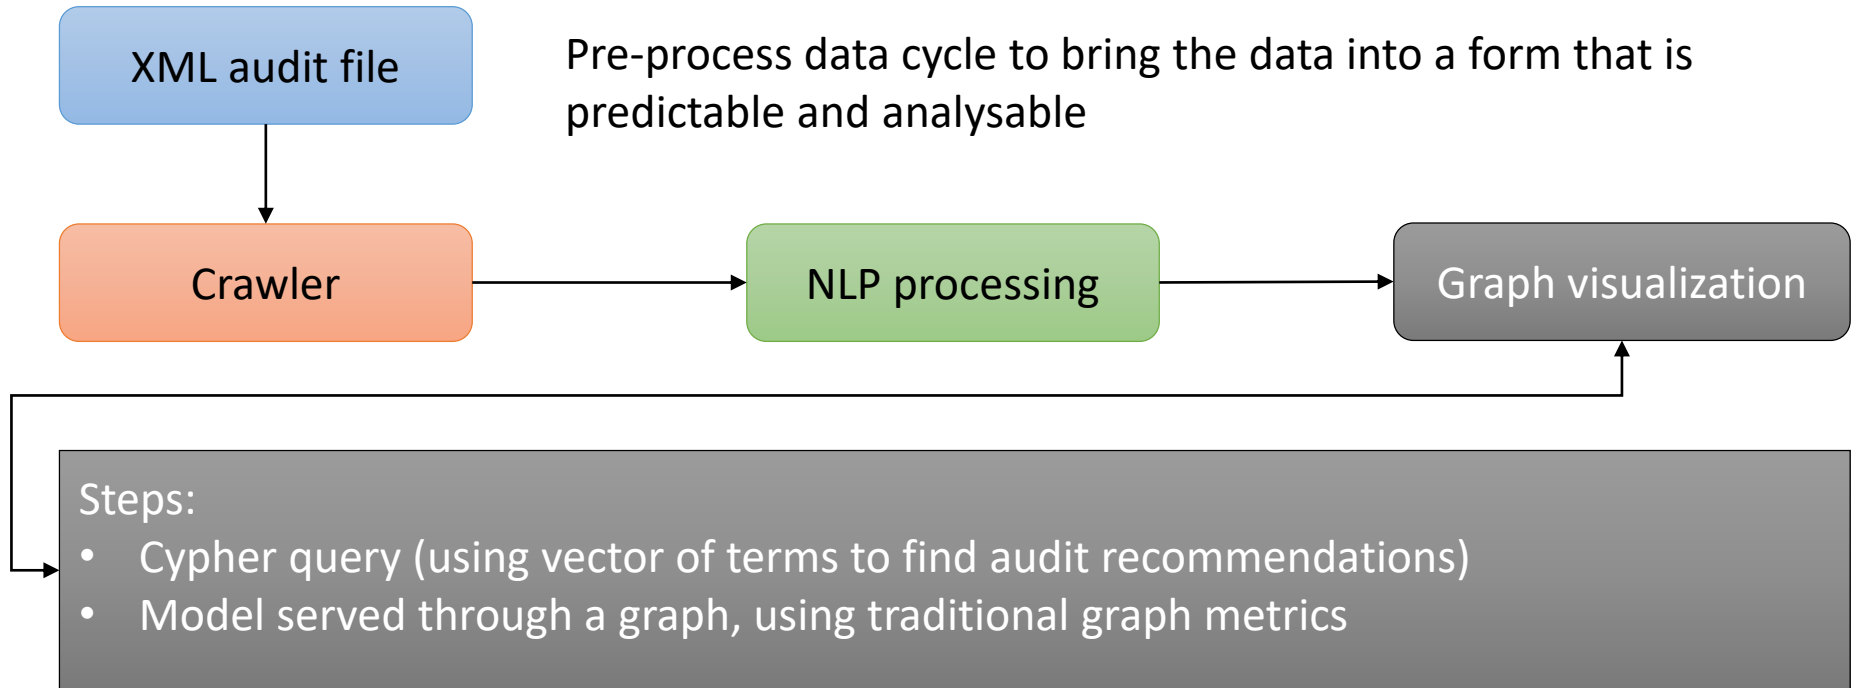 XML audit file
Pre-process data cycle to bring the data into a form that is
predictable and analysable
Crawler
NLP processing
Graph visualization
Steps:
• Cypher query (using vector of terms to find audit recommendations)
• Model served through a graph, using traditional graph metrics